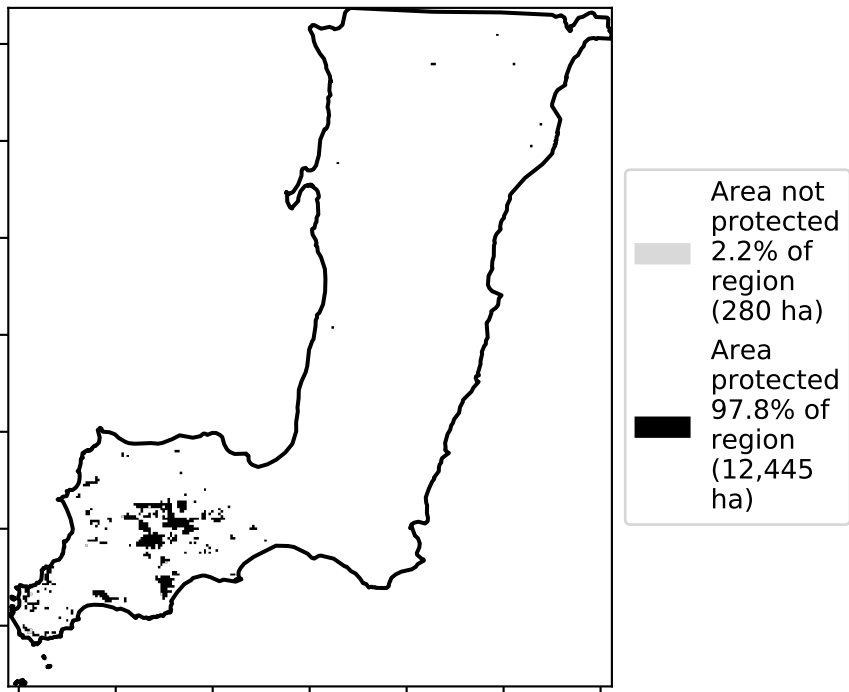 Area not
protected
2.2% of
region
(280 ha)
Area
protected
97.8% of
region
(12,445
ha)